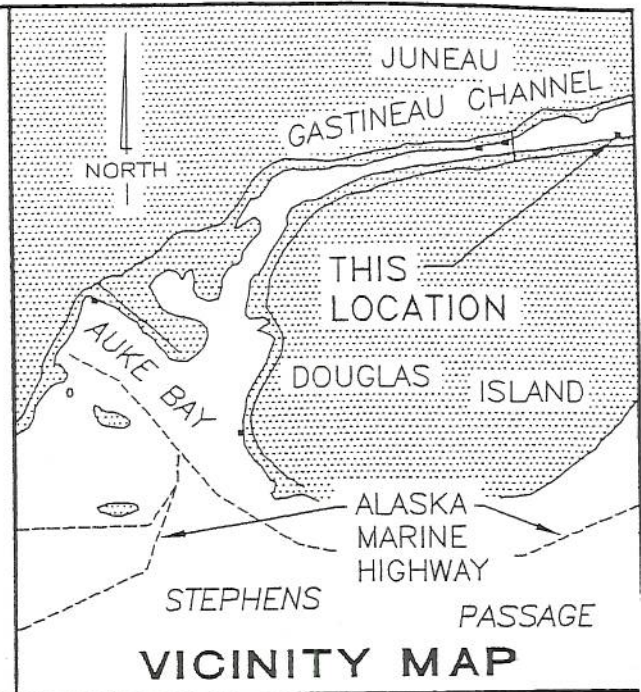 JUNEAU
GASTINEAU CHANNEL
NORTH
THIS
LOCATION
AUKE BAY
DOUGLAS ISLAND
ALASKA
MARINE
HIGHWAY
STEPHENS PASSAGE
VICINITY MAP